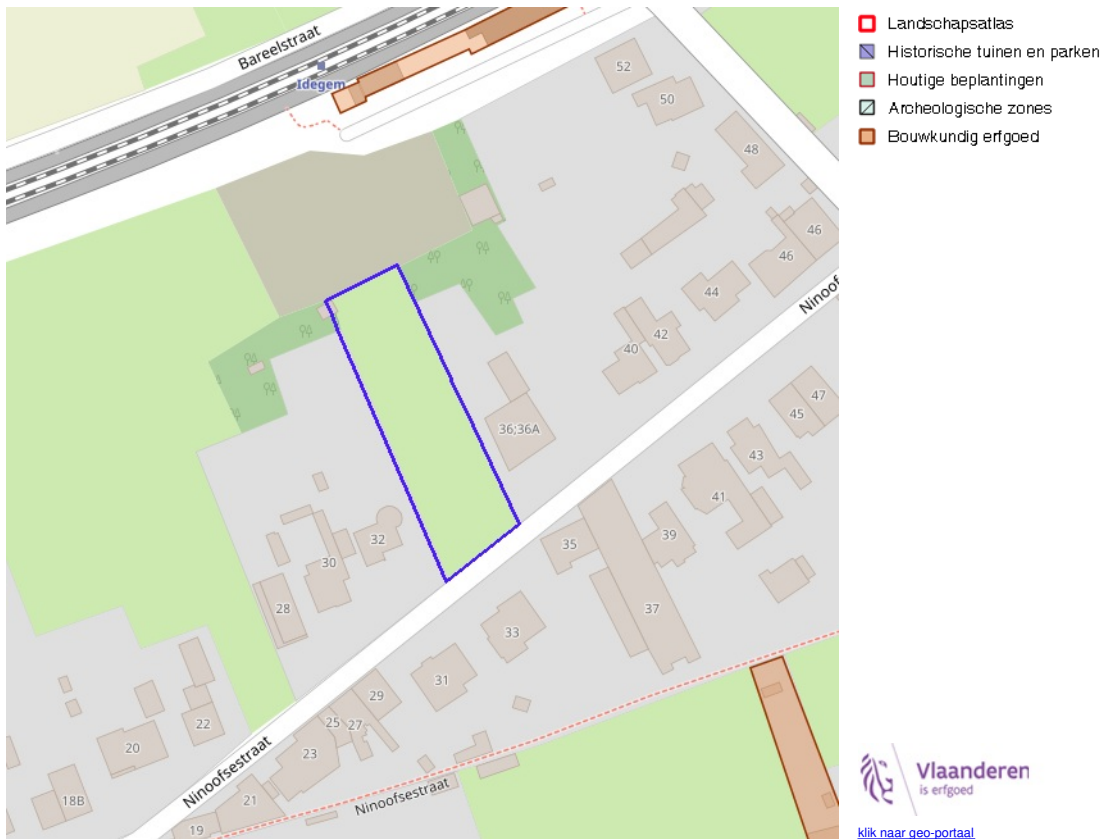 Bareelstraat
Idegem
52
50
48
46
46
44
42
40
Ninoof
47
45
43
41
36;36A
39
35
37
32
30
28
33
31
29
25
27
23
22
20
18B
21
19
Ninoofsestraat
Ninoofsestraat
Landschapsatlas
Historische tuinen en parken
Houtige beplantingen
Archeologische zones
Bouwkundig erfgoed
Vlaanderen
is erfgoed
klik naar geo-portaal